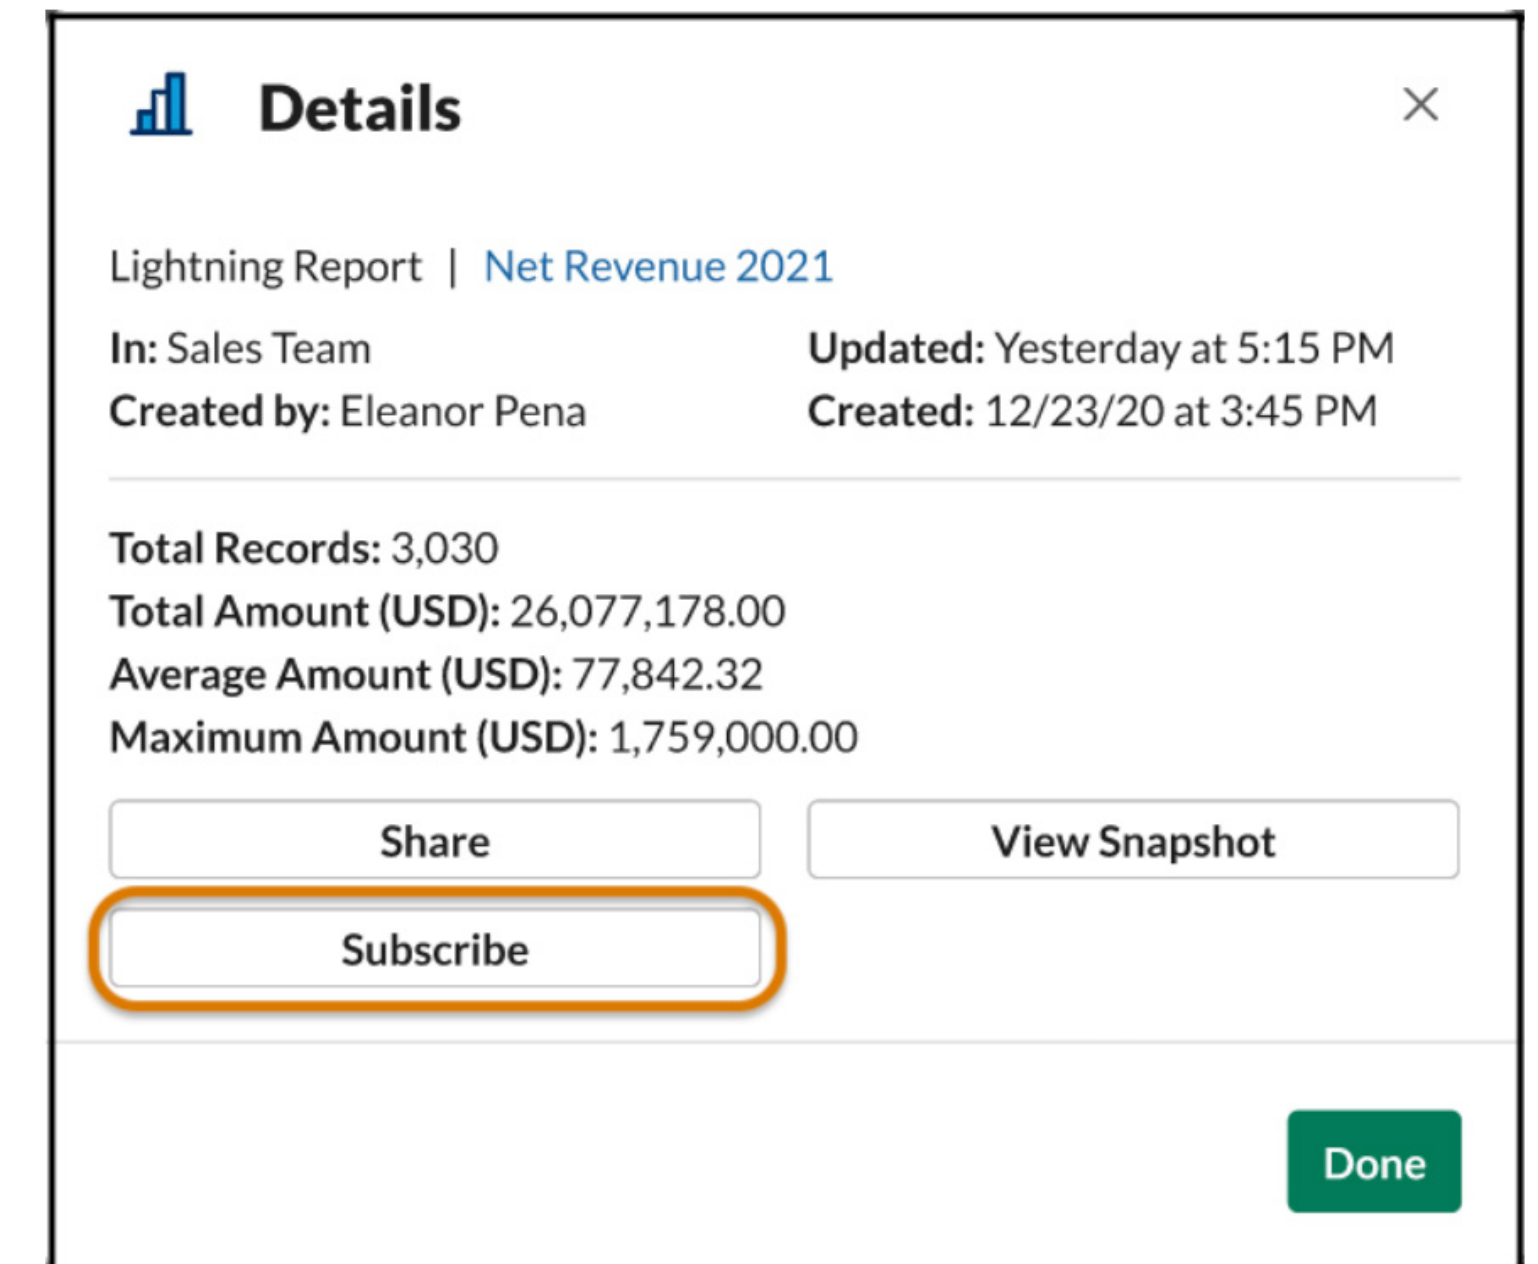 Details
Lightning Report | Net Revenue 2021
In: Sales Team
Updated: Yesterday at 5:15 PM
Created by: Eleanor Pena
Created: 12/23/20 at 3:45 PM
Total Records: 3,030
Total Amount (USD): 26,077,178.00
Average Amount (USD): 77,842.32
Maximum Amount (USD): 1,759,000.00
Share
View Snapshot
Subscribe
Done